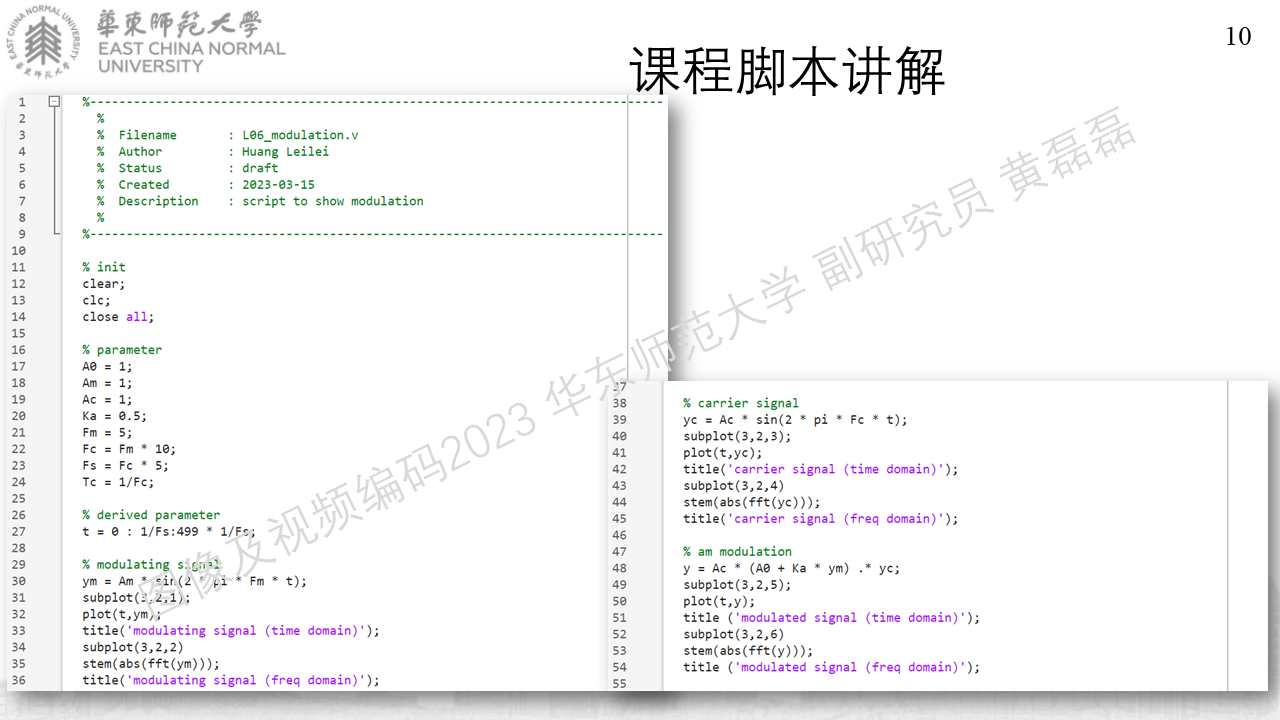 華東師範大學
EAST CHINA NORMAL
UNIVERSITY
EAST CHINA NORMAL UNIVERSITY
華東師範大學
10
课程脚本讲解
1 %--------------------------------------------------------------------------------
2 %
3 % Filename : L06_modulation.v
4 % Author : Huang Leilei
5 % Status : draft
6 % Created : 2023-03-15
7 % Description : script to show modulation
8 %
9 %--------------------------------------------------------------------------------
10
11 % init
12 clear;
13 clc;
14 close all;
15
16 % parameter
17 A0 = 1;
18 Am = 1;
19 Ac = 1;
20 Ka = 0.5;
21 Fm = 5;
22 Fc = Fm * 10;
23 Fs = Fc * 5;
24 Tc = 1/Fc;
25
26 % derived parameter
27 t = 0 : 1/Fs:499 * 1/Fs;
28
29 % modulating signal
30 ym = Am * sin(2 * pi * Fm * t);
31 subplot(3,2,1);
32 plot(t,ym);
33 title('modulating signal (time domain)');
34 subplot(3,2,2)
35 stem(abs(fft(ym)));
36 title('modulating signal (freq domain)');
37
38 % carrier signal
39 yc = Ac * sin(2 * pi * Fc * t);
40 subplot(3,2,3);
41 plot(t,yc);
42 title('carrier signal (time domain)');
43 subplot(3,2,4)
44 stem(abs(fft(yc)));
45 title('carrier signal (freq domain)');
46
47 % am modulation
48 y = Ac * (A0 + Ka * ym) .* yc;
49 subplot(3,2,5);
50 plot(t,y);
51 title ('modulated signal (time domain)');
52 subplot(3,2,6)
53 stem(abs(fft(y)));
54 title ('modulated signal (freq domain)');
55
图像及视频编码2023 华东师范大学 副研究员 黄磊磊